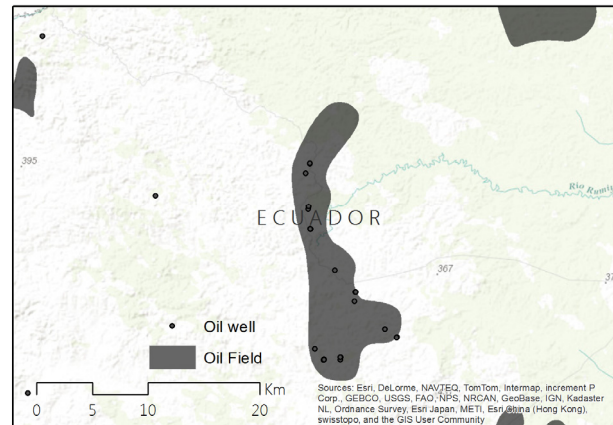 395
Rio Rumiy
ECUADOR
367
37
Oil well
Oil Field
Km
0 5 10 20
Sources: Esri, DeLorme, NAVTEQ, TomTom, Intermap, increment P
Corp., GEBCO, USGS, FAO, NPS, NRCAN, GeoBase, IGN, Kadaster
NL, Ordnance Survey, Esri Japan, METI, Esri China (Hong Kong),
swisstopo, and the GIS User Community